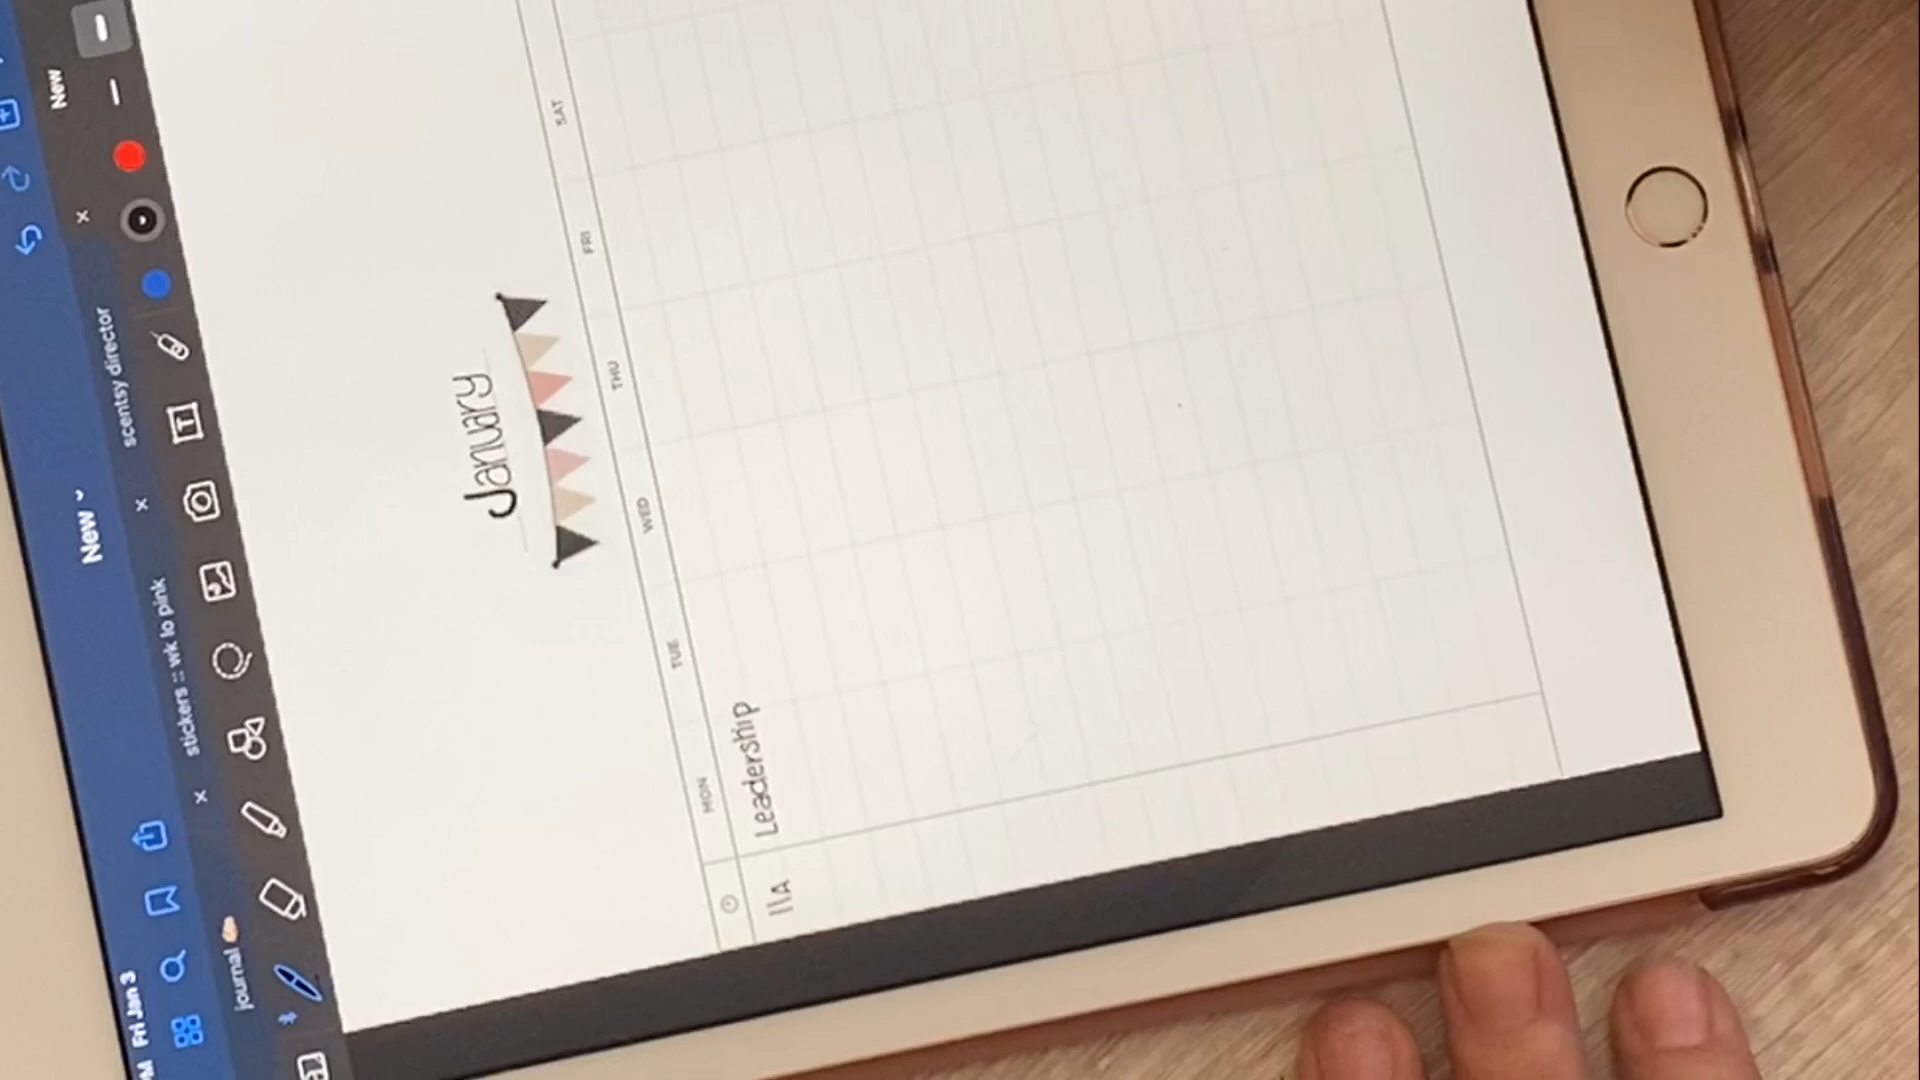 Fri Jan 3
New
journal
stickers :: wk lo pink
scentsy director
New
January
MON TUE WED THU FRI SAT
11A Leadership